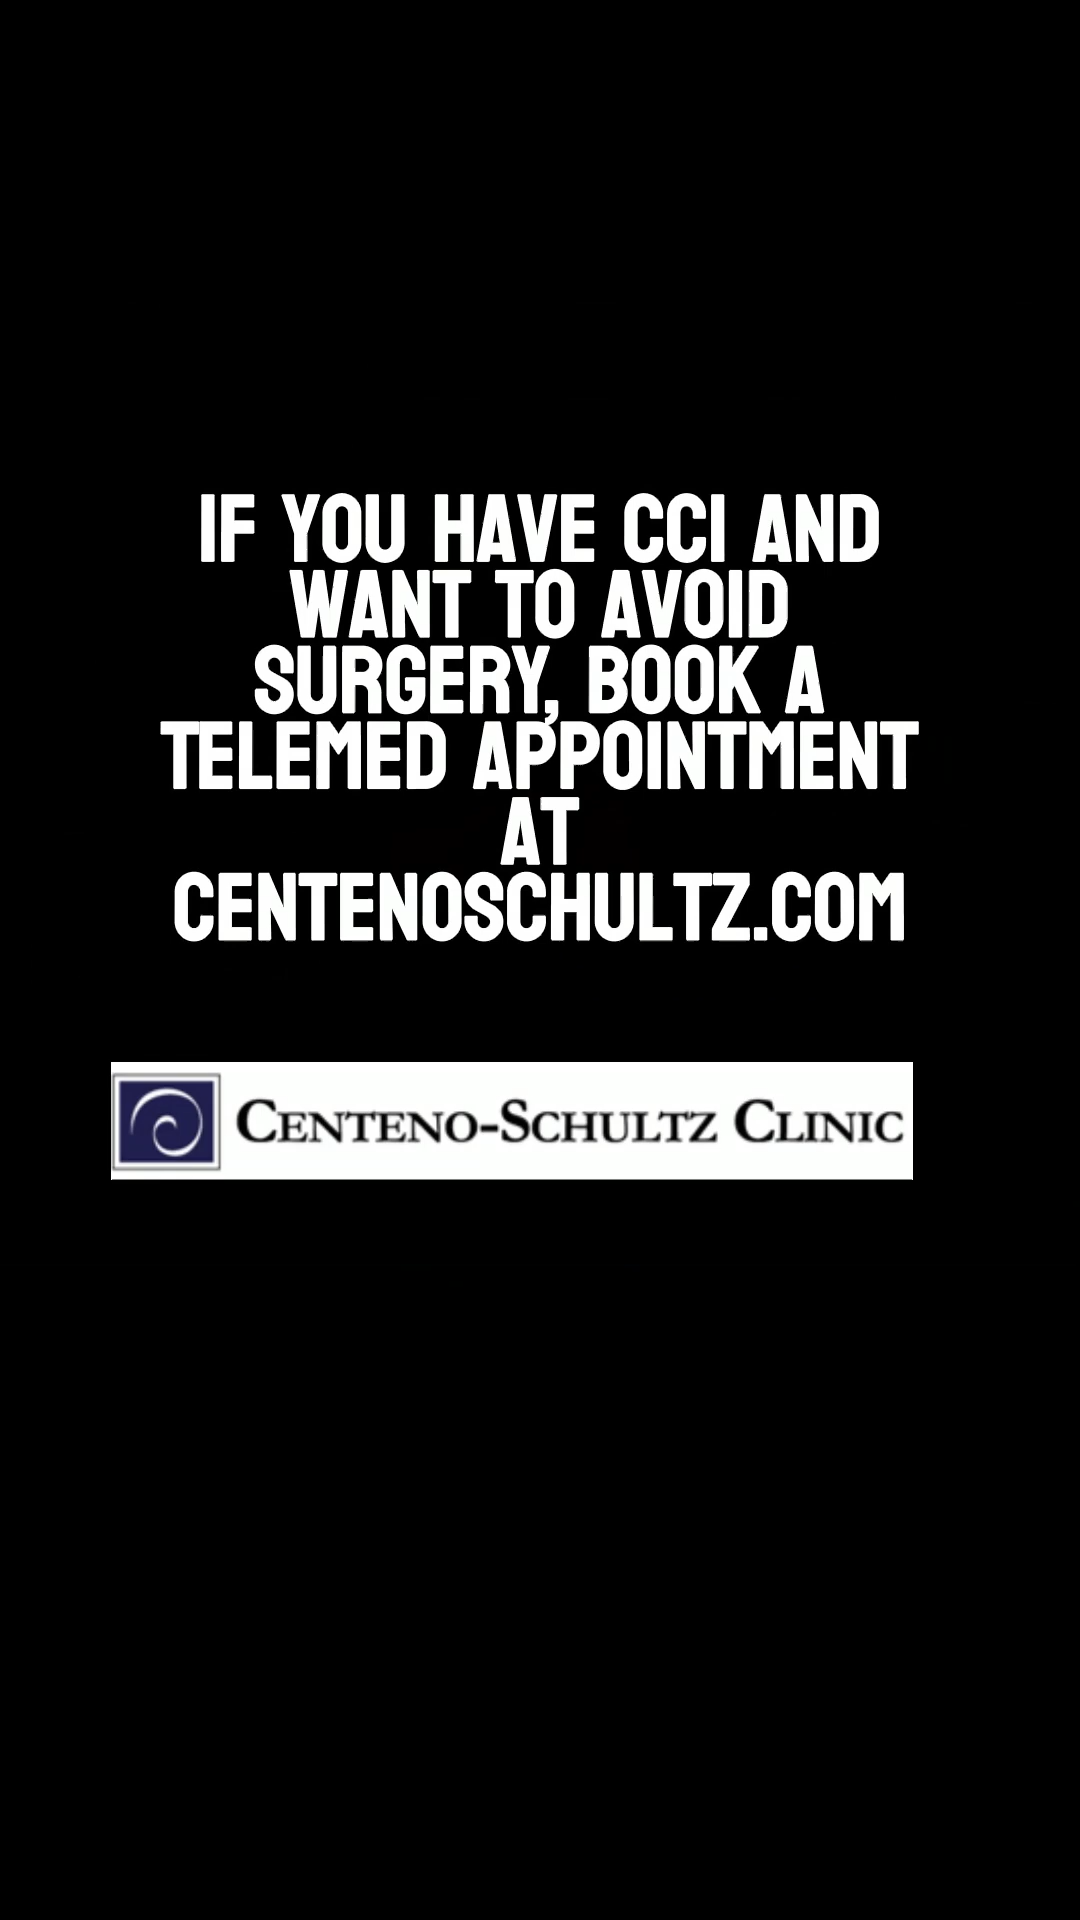 IF YOU HAVE CCI AND
WANT TO AVOID
SURGERY, BOOK A
TELEMED APPOINTMENT
AT
CENTENOSCHULTZ.COM
CENTENO-SCHULTZ CLINIC